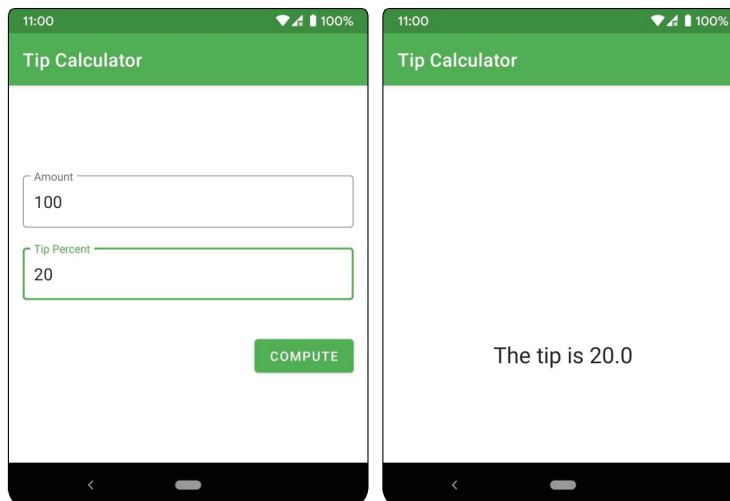 11:00 100%
Tip Calculator
Amount
100
Tip Percent
20
COMPUTE
11:00 100%
Tip Calculator
The tip is 20.0